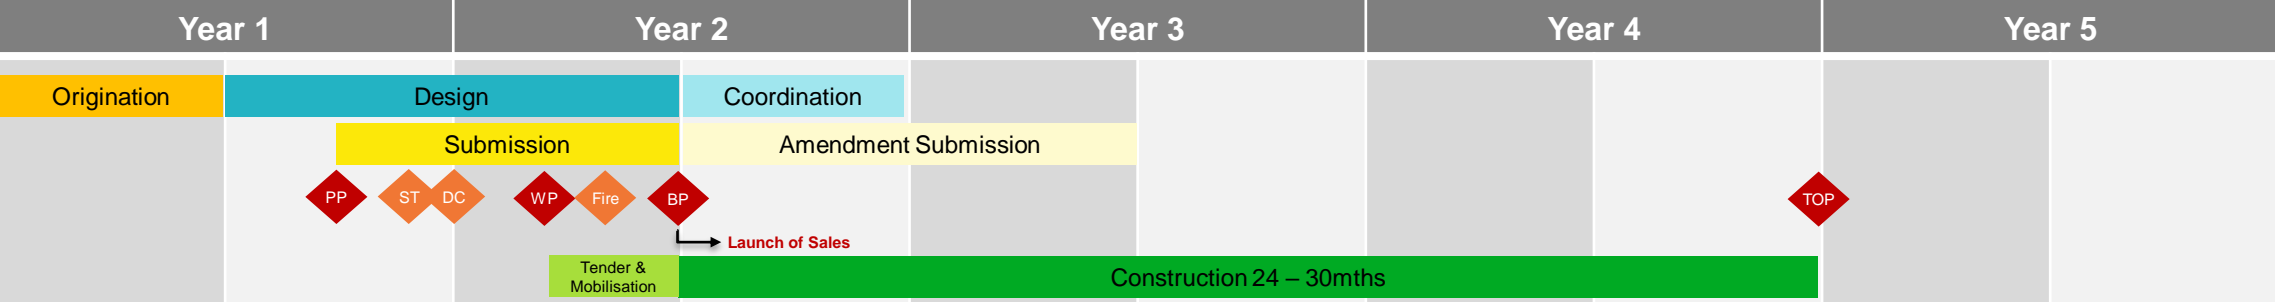 Year 1
Year 2
Year 3
Year 4
Year 5
Origination
Design
Coordination
Submission
Amendment Submission
PP
ST
DC
WP
Fire
BP
TOP
Launch of Sales
Tender &
Mobilisation
Construction 24 – 30mths